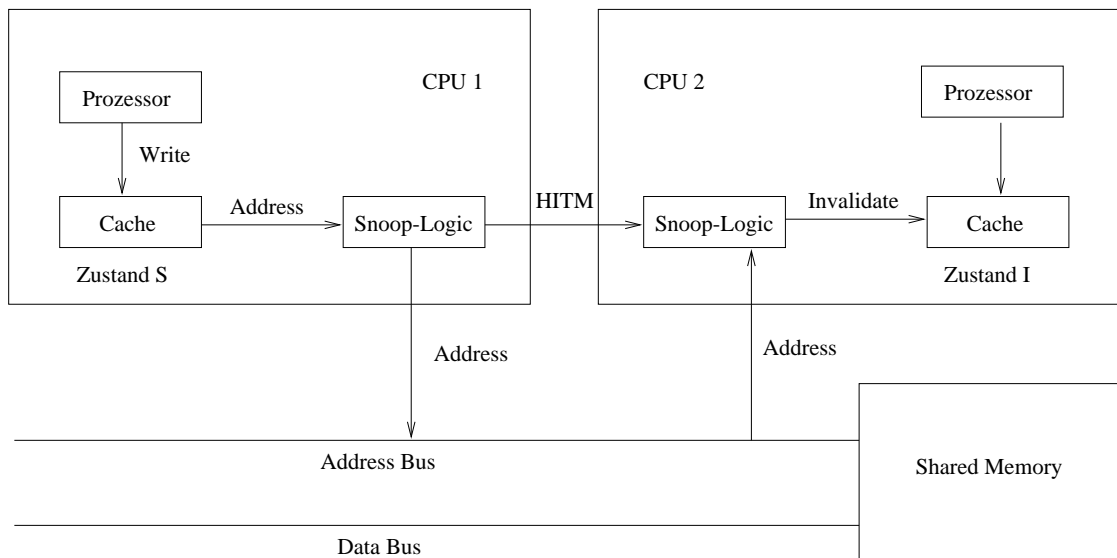 CPU 1
CPU 2
Prozessor
Prozessor
Write
Address
HITM
Invalidate
Cache
Snoop-Logic
Snoop-Logic
Cache
Zustand S
Zustand I
Address
Address
Address Bus
Shared Memory
Data Bus